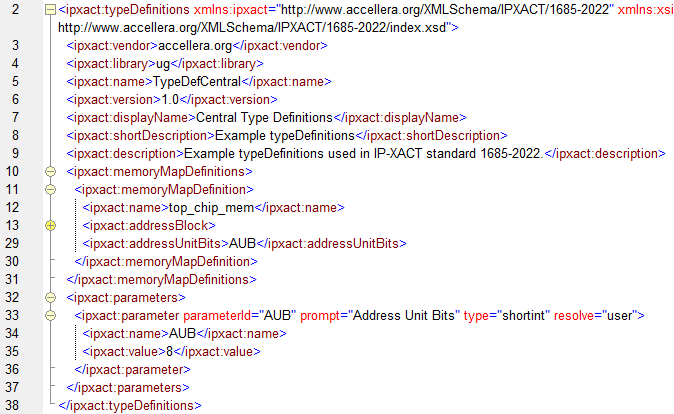 2 <ipxact:typeDefinitions xmlns:ipxact="http://www.accellera.org/XMLSchema/IPXACT/1685-2022" xmlns:xsi
http://www.accellera.org/XMLSchema/IPXACT/1685-2022/index.xsd">
3 <ipxact:vendor>accellera.org</ipxact:vendor>
4 <ipxact:library>ug</ipxact:library>
5 <ipxact:name>TypeDefCentral</ipxact:name>
6 <ipxact:version>1.0</ipxact:version>
7 <ipxact:displayName>Central Type Definitions</ipxact:displayName>
8 <ipxact:shortDescription>Example typeDefinitions</ipxact:shortDescription>
9 <ipxact:description>Example typeDefinitions used in IP-XACT standard 1685-2022.</ipxact:description>
10 <ipxact:memoryMapDefinitions>
11 <ipxact:memoryMapDefinition>
12 <ipxact:name>top_chip_mem</ipxact:name>
13 <ipxact:addressBlock>
29 <ipxact:addressUnitBits>AUB</ipxact:addressUnitBits>
30 </ipxact:memoryMapDefinition>
31 </ipxact:memoryMapDefinitions>
32 <ipxact:parameters>
33 <ipxact:parameter parameterId="AUB" prompt="Address Unit Bits" type="shortint" resolve="user">
34 <ipxact:name>AUB</ipxact:name>
35 <ipxact:value>8</ipxact:value>
36 </ipxact:parameter>
37 </ipxact:parameters>
38 </ipxact:typeDefinitions>